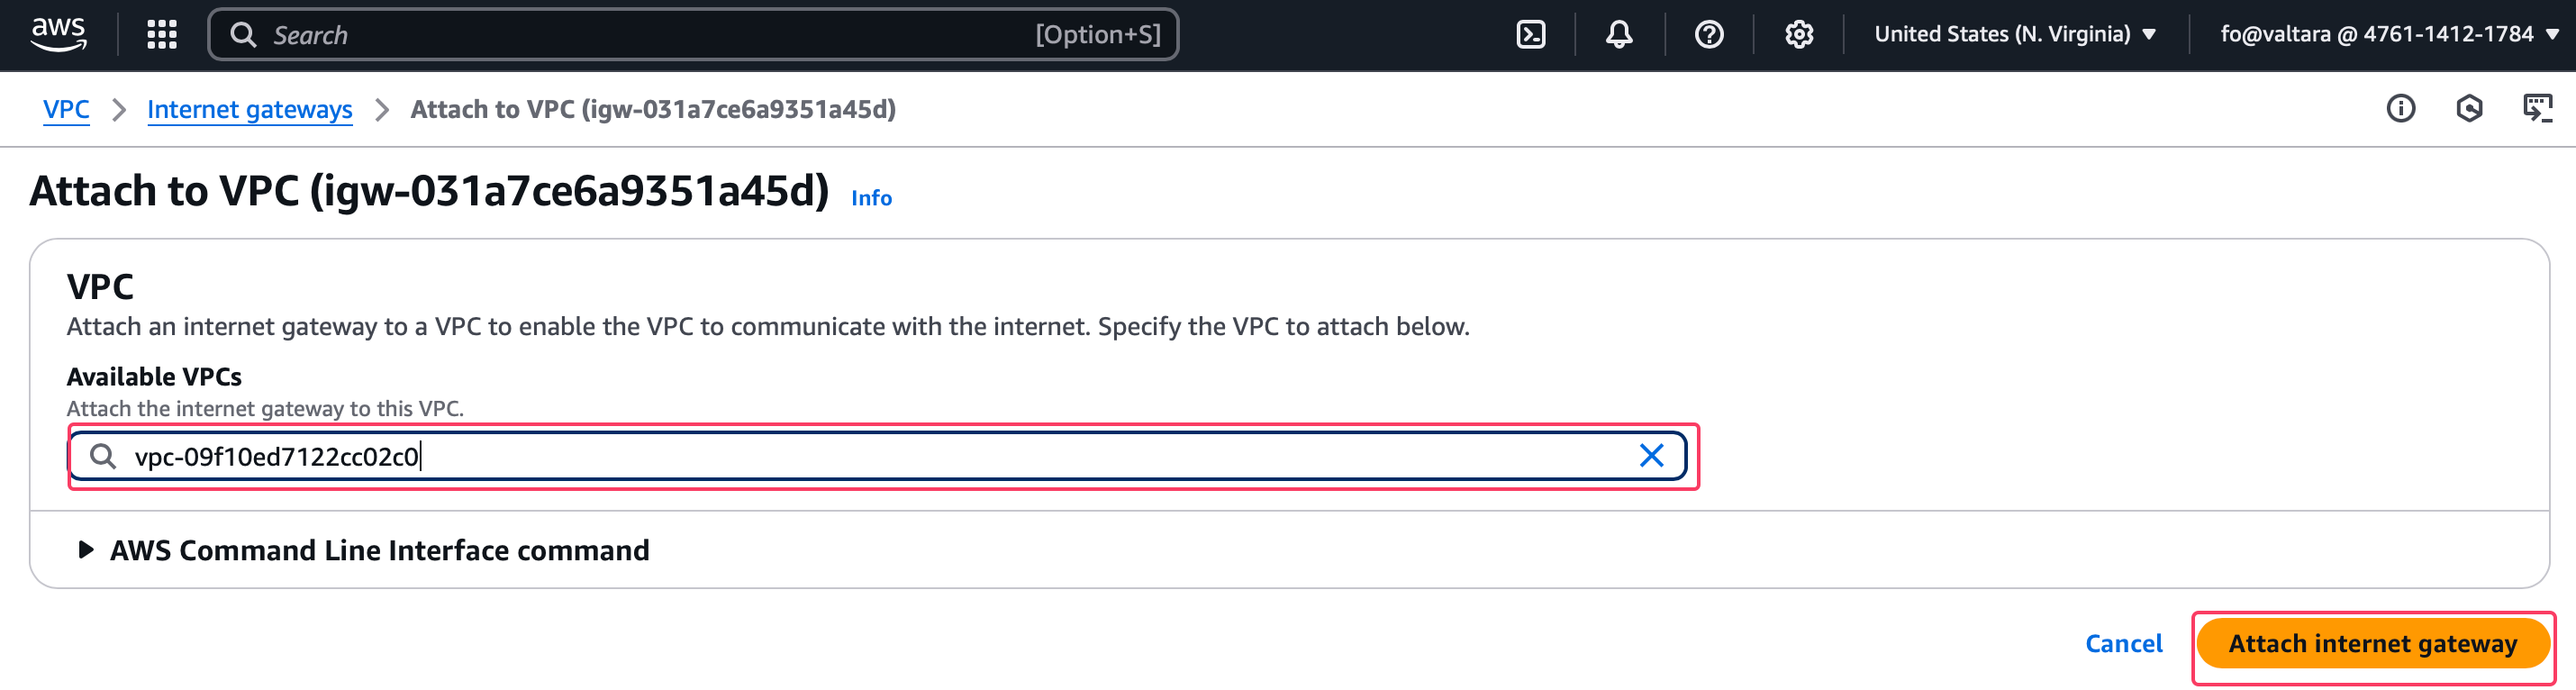 aws
Search [Option+S] United States (N. Virginia) fo@valtara @ 4761-1412-1784
VPC Internet gateways Attach to VPC (igw-031a7ce6a9351a45d)
Attach to VPC (igw-031a7ce6a9351a45d) Info
VPC
Attach an internet gateway to a VPC to enable the VPC to communicate with the internet. Specify the VPC to attach below.
Available VPCs
Attach the internet gateway to this VPC.
vpc-09f10ed7122cc02c0
AWS Command Line Interface command
Cancel Attach internet gateway